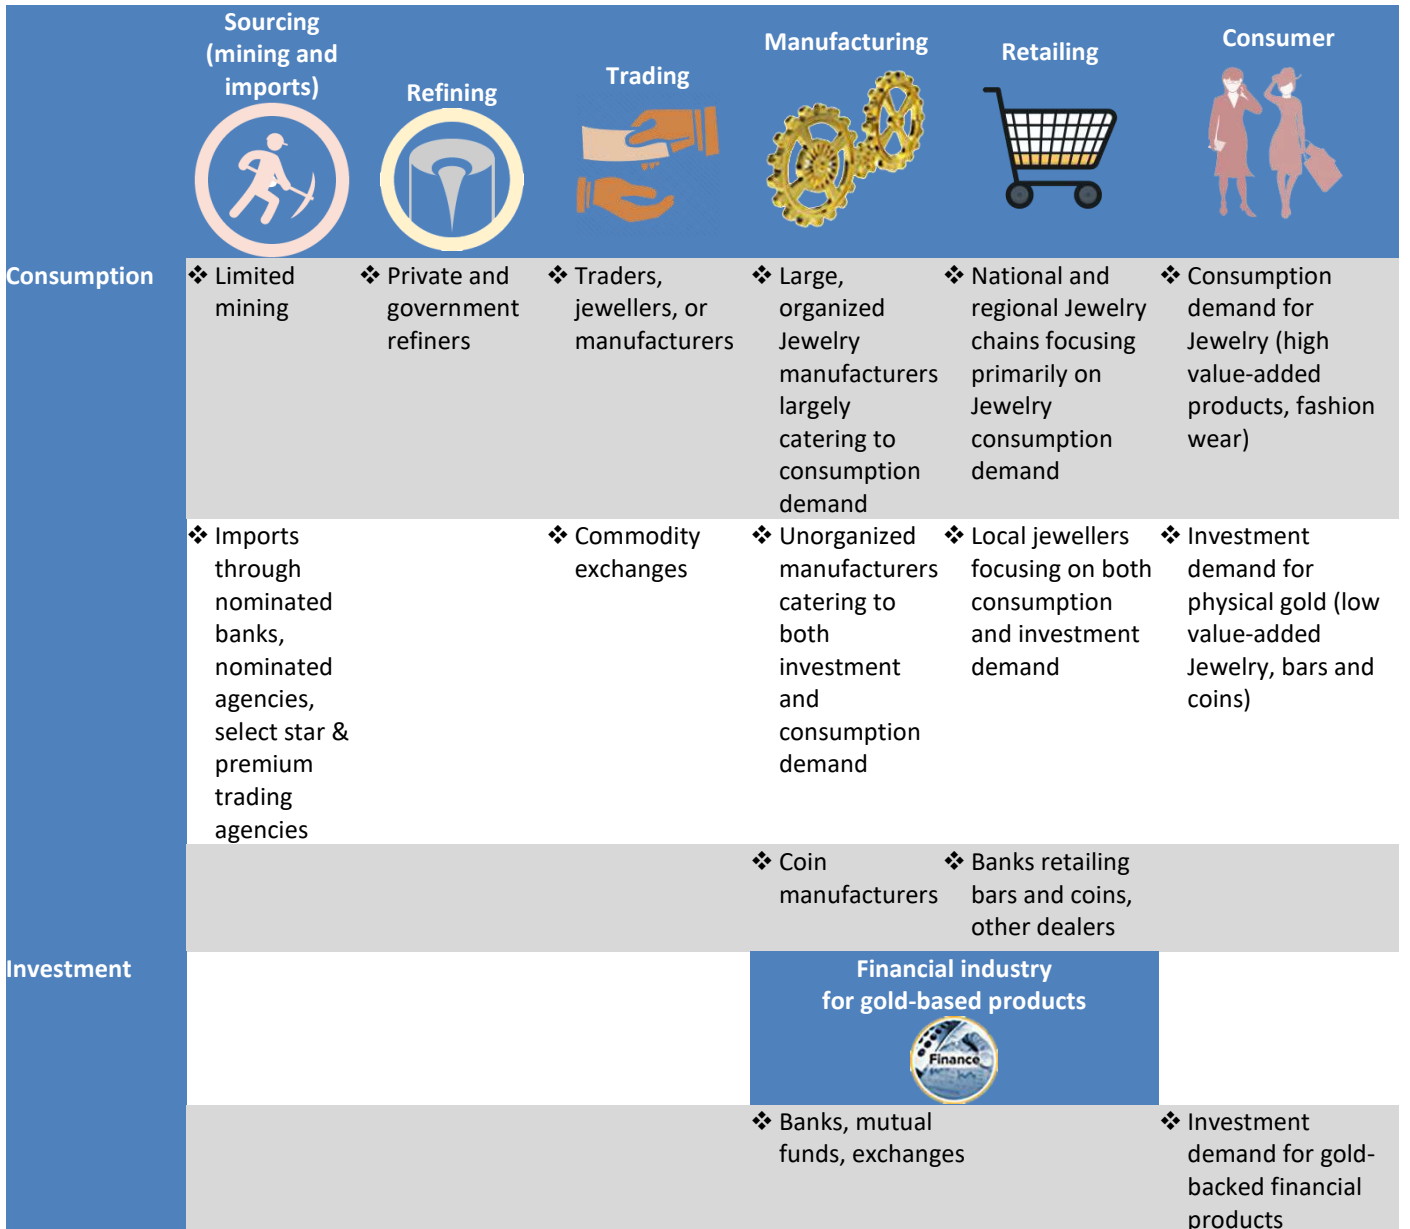 Sourcing
(mining and
imports)
Refining
Trading
Manufacturing
Retailing
Consumer
Consumption
❖ Limited
mining
❖ Private and
government
refiners
❖ Traders,
jewellers, or
manufacturers
❖ Large,
organized
Jewelry
manufacturers
largely
catering to
consumption
demand
❖ National and
regional Jewelry
chains focusing
primarily on
Jewelry
consumption
demand
❖ Consumption
demand for
Jewelry (high
value-added
products, fashion
wear)
❖ Imports
through
nominated
banks,
nominated
agencies,
select star &
premium
trading
agencies
❖ Commodity
exchanges
❖ Unorganized
manufacturers
catering to
both
investment
and
consumption
demand
❖ Local jewellers
focusing on both
consumption
and investment
demand
❖ Investment
demand for
physical gold (low
value-added
Jewelry, bars and
coins)
❖ Coin
manufacturers
❖ Banks retailing
bars and coins,
other dealers
Investment
Financial industry
for gold-based products
Finance
❖ Banks, mutual
funds, exchanges
❖ Investment
demand for gold-
backed financial
products